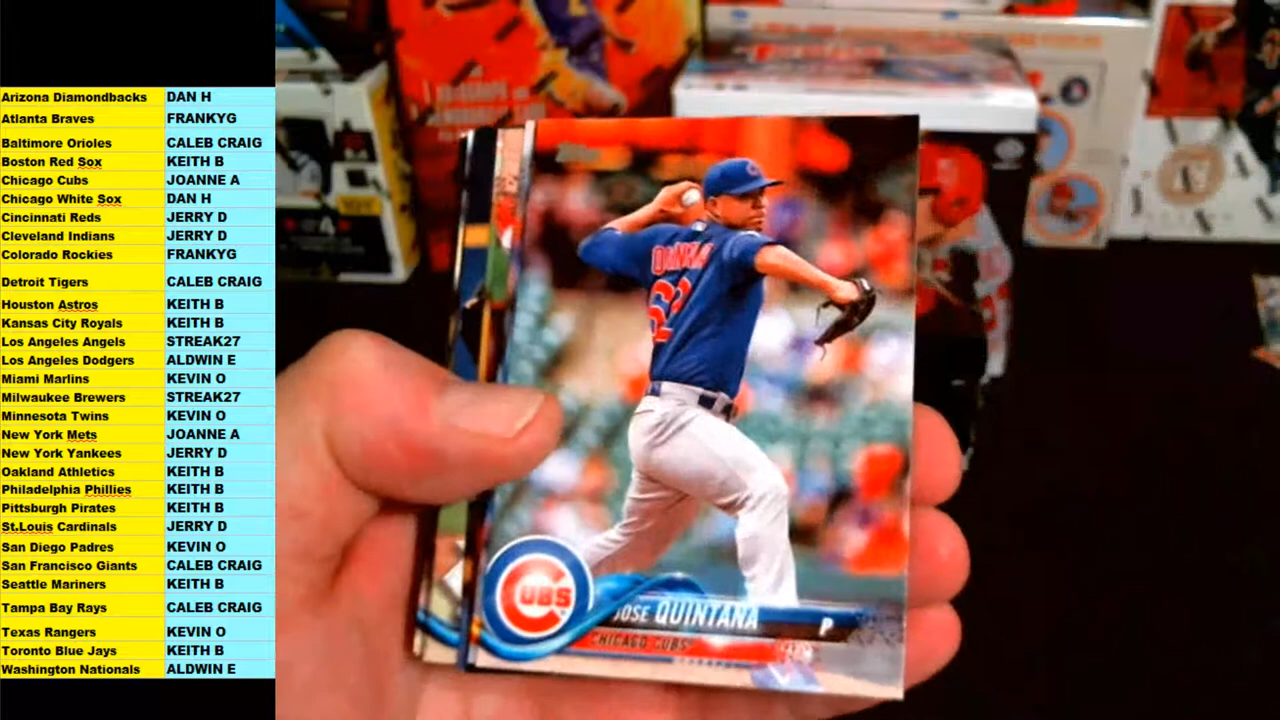 Arizona Diamondbacks DAN H
Atlanta Braves FRANKYG
Baltimore Orioles CALEB CRAIG
Boston Red Sox KEITH B
Chicago Cubs JOANNE A
Chicago White Sox DAN H
Cincinnati Reds JERRY D
Cleveland Indians JERRY D
Colorado Rockies FRANKYG
Detroit Tigers CALEB CRAIG
Houston Astros KEITH B
Kansas City Royals KEITH B
Los Angeles Angels STREAK27
Los Angeles Dodgers ALDWIN E
Miami Marlins KEVIN O
Milwaukee Brewers STREAK27
Minnesota Twins KEVIN O
New York Mets JOANNE A
New York Yankees JERRY D
Oakland Athletics KEITH B
Philadelphia Phillies KEITH B
Pittsburgh Pirates KEITH B
St.Louis Cardinals JERRY D
San Diego Padres KEVIN O
San Francisco Giants CALEB CRAIG
Seattle Mariners KEITH B
Tampa Bay Rays CALEB CRAIG
Texas Rangers KEVIN O
Toronto Blue Jays KEITH B
Washington Nationals ALDWIN E
QUINTANA
62
CUBS
JOSE QUINTANA P
CHICAGO CUBS